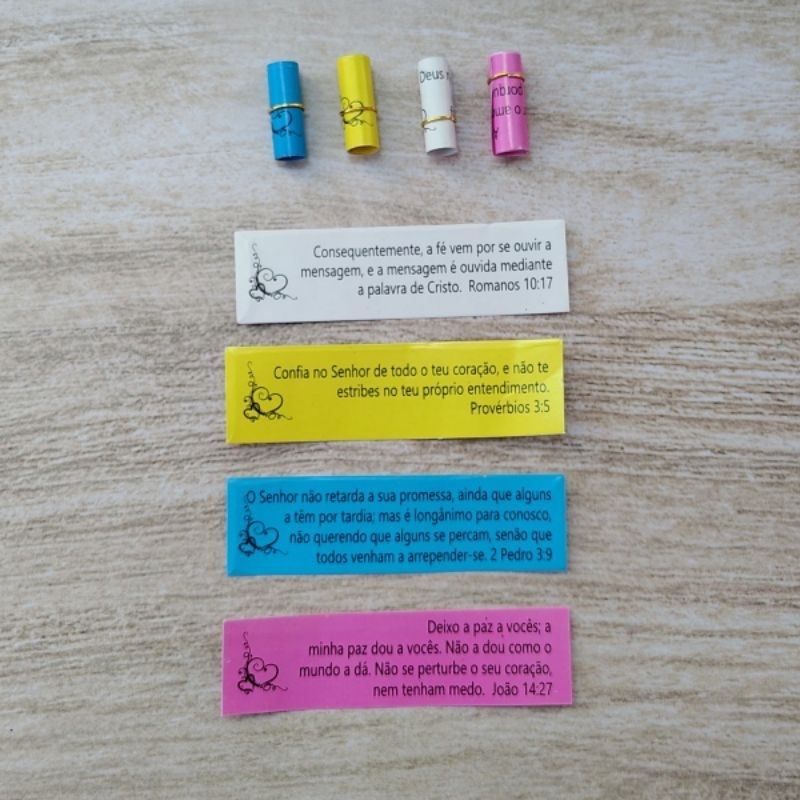 Deus
porqu
o am
Consequentemente, a fé vem por se ouvir a
mensagem, e a mensagem é ouvida mediante
a palavra de Cristo. Romanos 10:17
Confia no Senhor de todo o teu coração, e não te
estribes no teu próprio entendimento.
Provérbios 3:5
O Senhor não retarda a sua promessa, ainda que alguns
a têm por tardia; mas é longânimo para conosco,
não querendo que alguns se percam, senão que
todos venham a arrepender-se. 2 Pedro 3:9
Deixo a paz a vocês; a
minha paz dou a vocês. Não a dou como o
mundo a dá. Não se perturbe o seu coração,
nem tenham medo. João 14:27